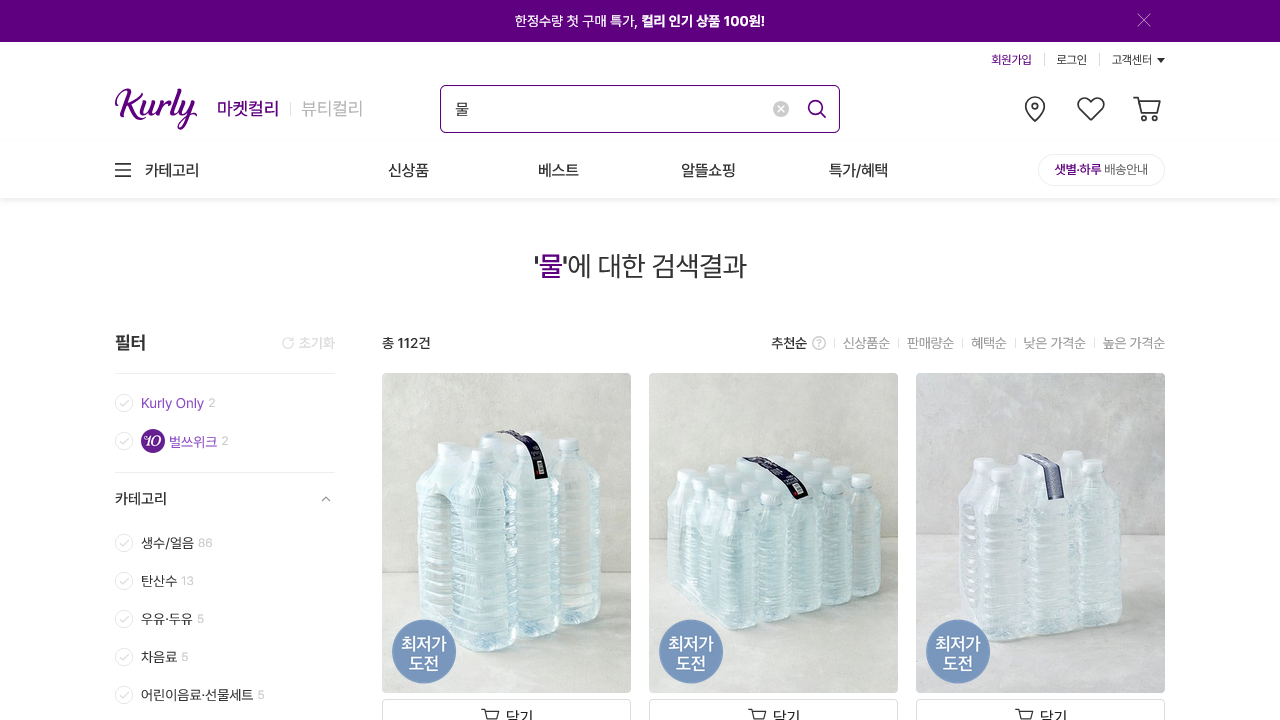 한정수량 첫 구매 특가, 컬리 인기 상품 100원!
회원가입 로그인 고객센터
Kurly 마켓컬리 뷰티컬리 물
카테고리 신상품 베스트 알뜰쇼핑 특가/혜택 샛별·하루 배송안내
'물'에 대한 검색결과
필터 초기화
총 112건 추천순 신상품순 판매량순 혜택순 낮은 가격순 높은 가격순
Kurly Only 2
10 벌쓰위크 2
카테고리
생수/얼음 86
탄산수 13
우유·두유 5
차음료 5
어린이음료·선물세트 5
최저가
도전
최저가
도전
최저가
도전
담기 담기 담기